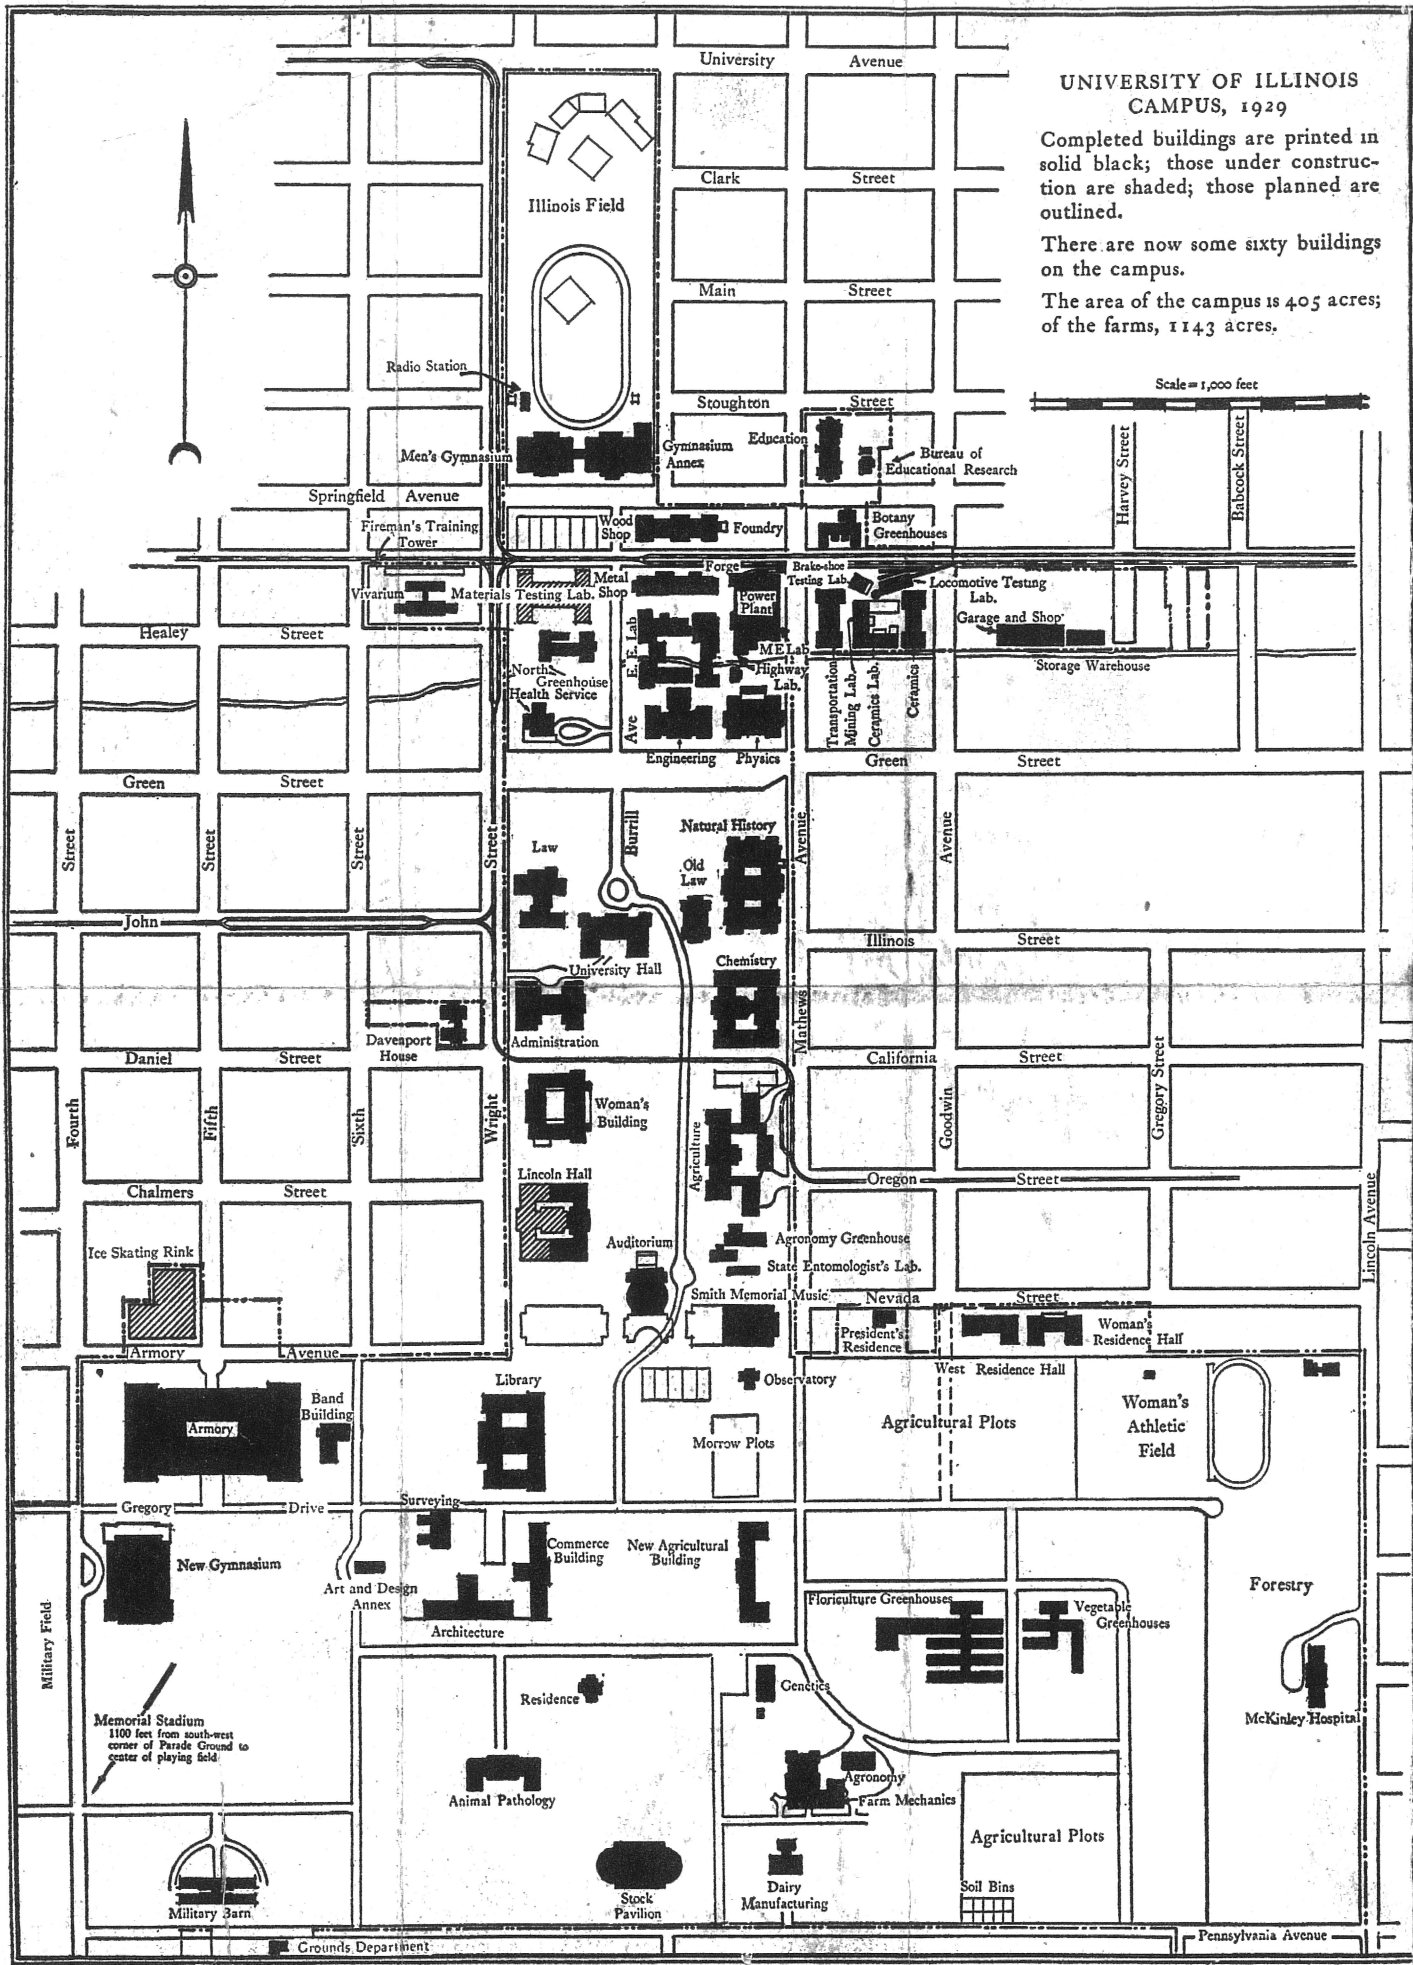 University Avenue
UNIVERSITY OF ILLINOIS
CAMPUS, 1929
Completed buildings are printed in
solid black; those under construc-
tion are shaded; those planned are
outlined.
There are now some sixty buildings
on the campus.
The area of the campus is 405 acres;
of the farms, 1143 acres.
Clark Street
Illinois Field
Main Street
Radio Station
Scale = 1,000 feet
Stoughton Street
Men's Gymnasium
Gymnasium
Annex
Education
Bureau of
Educational Research
Harvey Street
Babcock Street
Springfield Avenue
Fireman's Training
Tower
Wood
Shop
Foundry
Botany
Greenhouses
Forge
Brake-shoe
Testing Lab.
Locomotive Testing
Lab.
Vivarium
Materials Testing Lab.
Metal
Shop
Power
Plant
Garage and Shop
Healey Street
E.E. Lab
M E Lab
Storage Warehouse
North
Greenhouse
Highway
Lab.
Health Service
Transportation
Mining Lab.
Ceramics Lab.
Ceramics
Ave
Engineering
Physics
Green Street
Green Street
Burrill
Natural History
Law
Old
Law
Street
Street
Street
Street
Avenue
Avenue
John
Illinois Street
University Hall
Chemistry
Administration
Mathews
Davenport
House
Daniel Street
California Street
Woman's
Building
Fourth
Fifth
Sixth
Wright
Agriculture
Goodwin
Gregory Street
Lincoln Hall
Chalmers Street
Oregon Street
Lincoln Avenue
Ice Skating Rink
Auditorium
Agronomy Greenhouse
State Entomologist's Lab.
Smith Memorial Music
Nevada Street
President's
Residence
Woman's
Residence Hall
Armory Avenue
West Residence Hall
Library
Observatory
Band
Building
Armory
Agricultural Plots
Woman's
Athletic
Field
Morrow Plots
Gregory Drive
Surveying
New Gymnasium
Commerce
Building
New Agricultural
Building
Art and Design
Annex
Architecture
Forestry
Floriculture Greenhouses
Vegetable
Greenhouses
Military Field
Residence
Genetics
McKinley Hospital
Memorial Stadium
1100 feet from south-west
corner of Parade Ground to
center of playing field
Animal Pathology
Agronomy
Farm Mechanics
Agricultural Plots
Stock
Pavilion
Dairy
Manufacturing
Soil Bins
Military Barn
Grounds Department
Pennsylvania Avenue